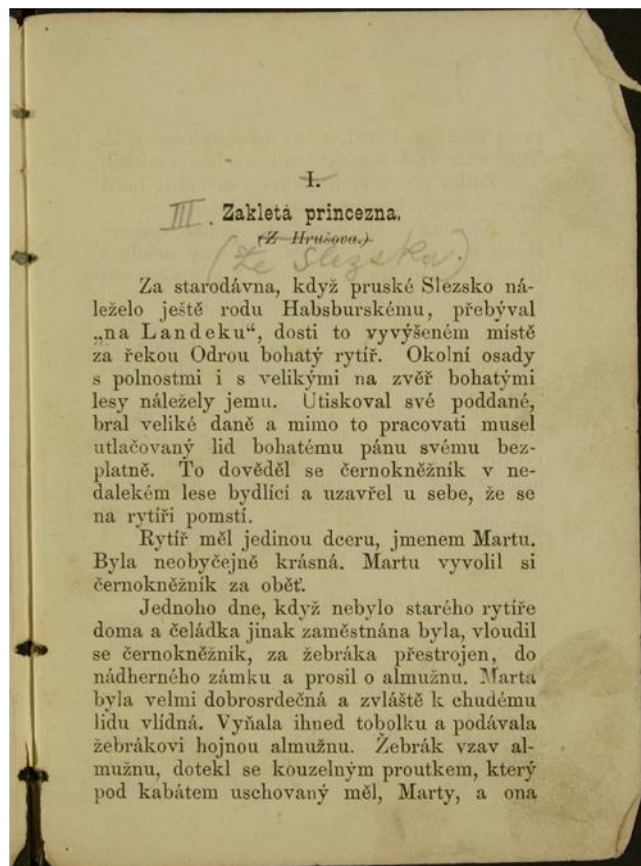 I.
III. Zakletá princezna.
(Z Hrušova.)
(Ze Slezska.)
Za starodávna, když pruské Slezsko ná-
leželo ještě rodu Habsburskému, přebýval
„na Landeku“, dosti to vyvýšeném místě
za řekou Odrou bohatý rytíř. Okolní osady
s polnostmi i s velikými na zvěř bohatými
lesy náležely jemu. Utiskoval své poddané,
bral veliké daně a mimo to pracovati musel
utlačovaný lid bohatému pánu svému bez-
platně. To dověděl se černokněžník v ne-
dalekém lese bydlící a uzavřel u sebe, že se
na rytíři pomstí.
Rytíř měl jedinou dceru, jmenem Martu.
Byla neobyčejně krásná. Martu vyvolil si
černokněžník za oběť.
Jednoho dne, když nebylo starého rytíře
doma a čeládka jinak zaměstnána byla, vloudil
se černokněžník, za žebráka přestrojen, do
nádherného zámku a prosil o almužnu. Marta
byla velmi dobrosrdečná a zvláště k chudému
lidu vlídná. Vyňala ihned tobolku a podávala
žebrákovi hojnou almužnu. Žebrák vzav al-
mužnu, dotekl se kouzelným proutkem, který
pod kabátem uschovaný měl, Marty, a ona